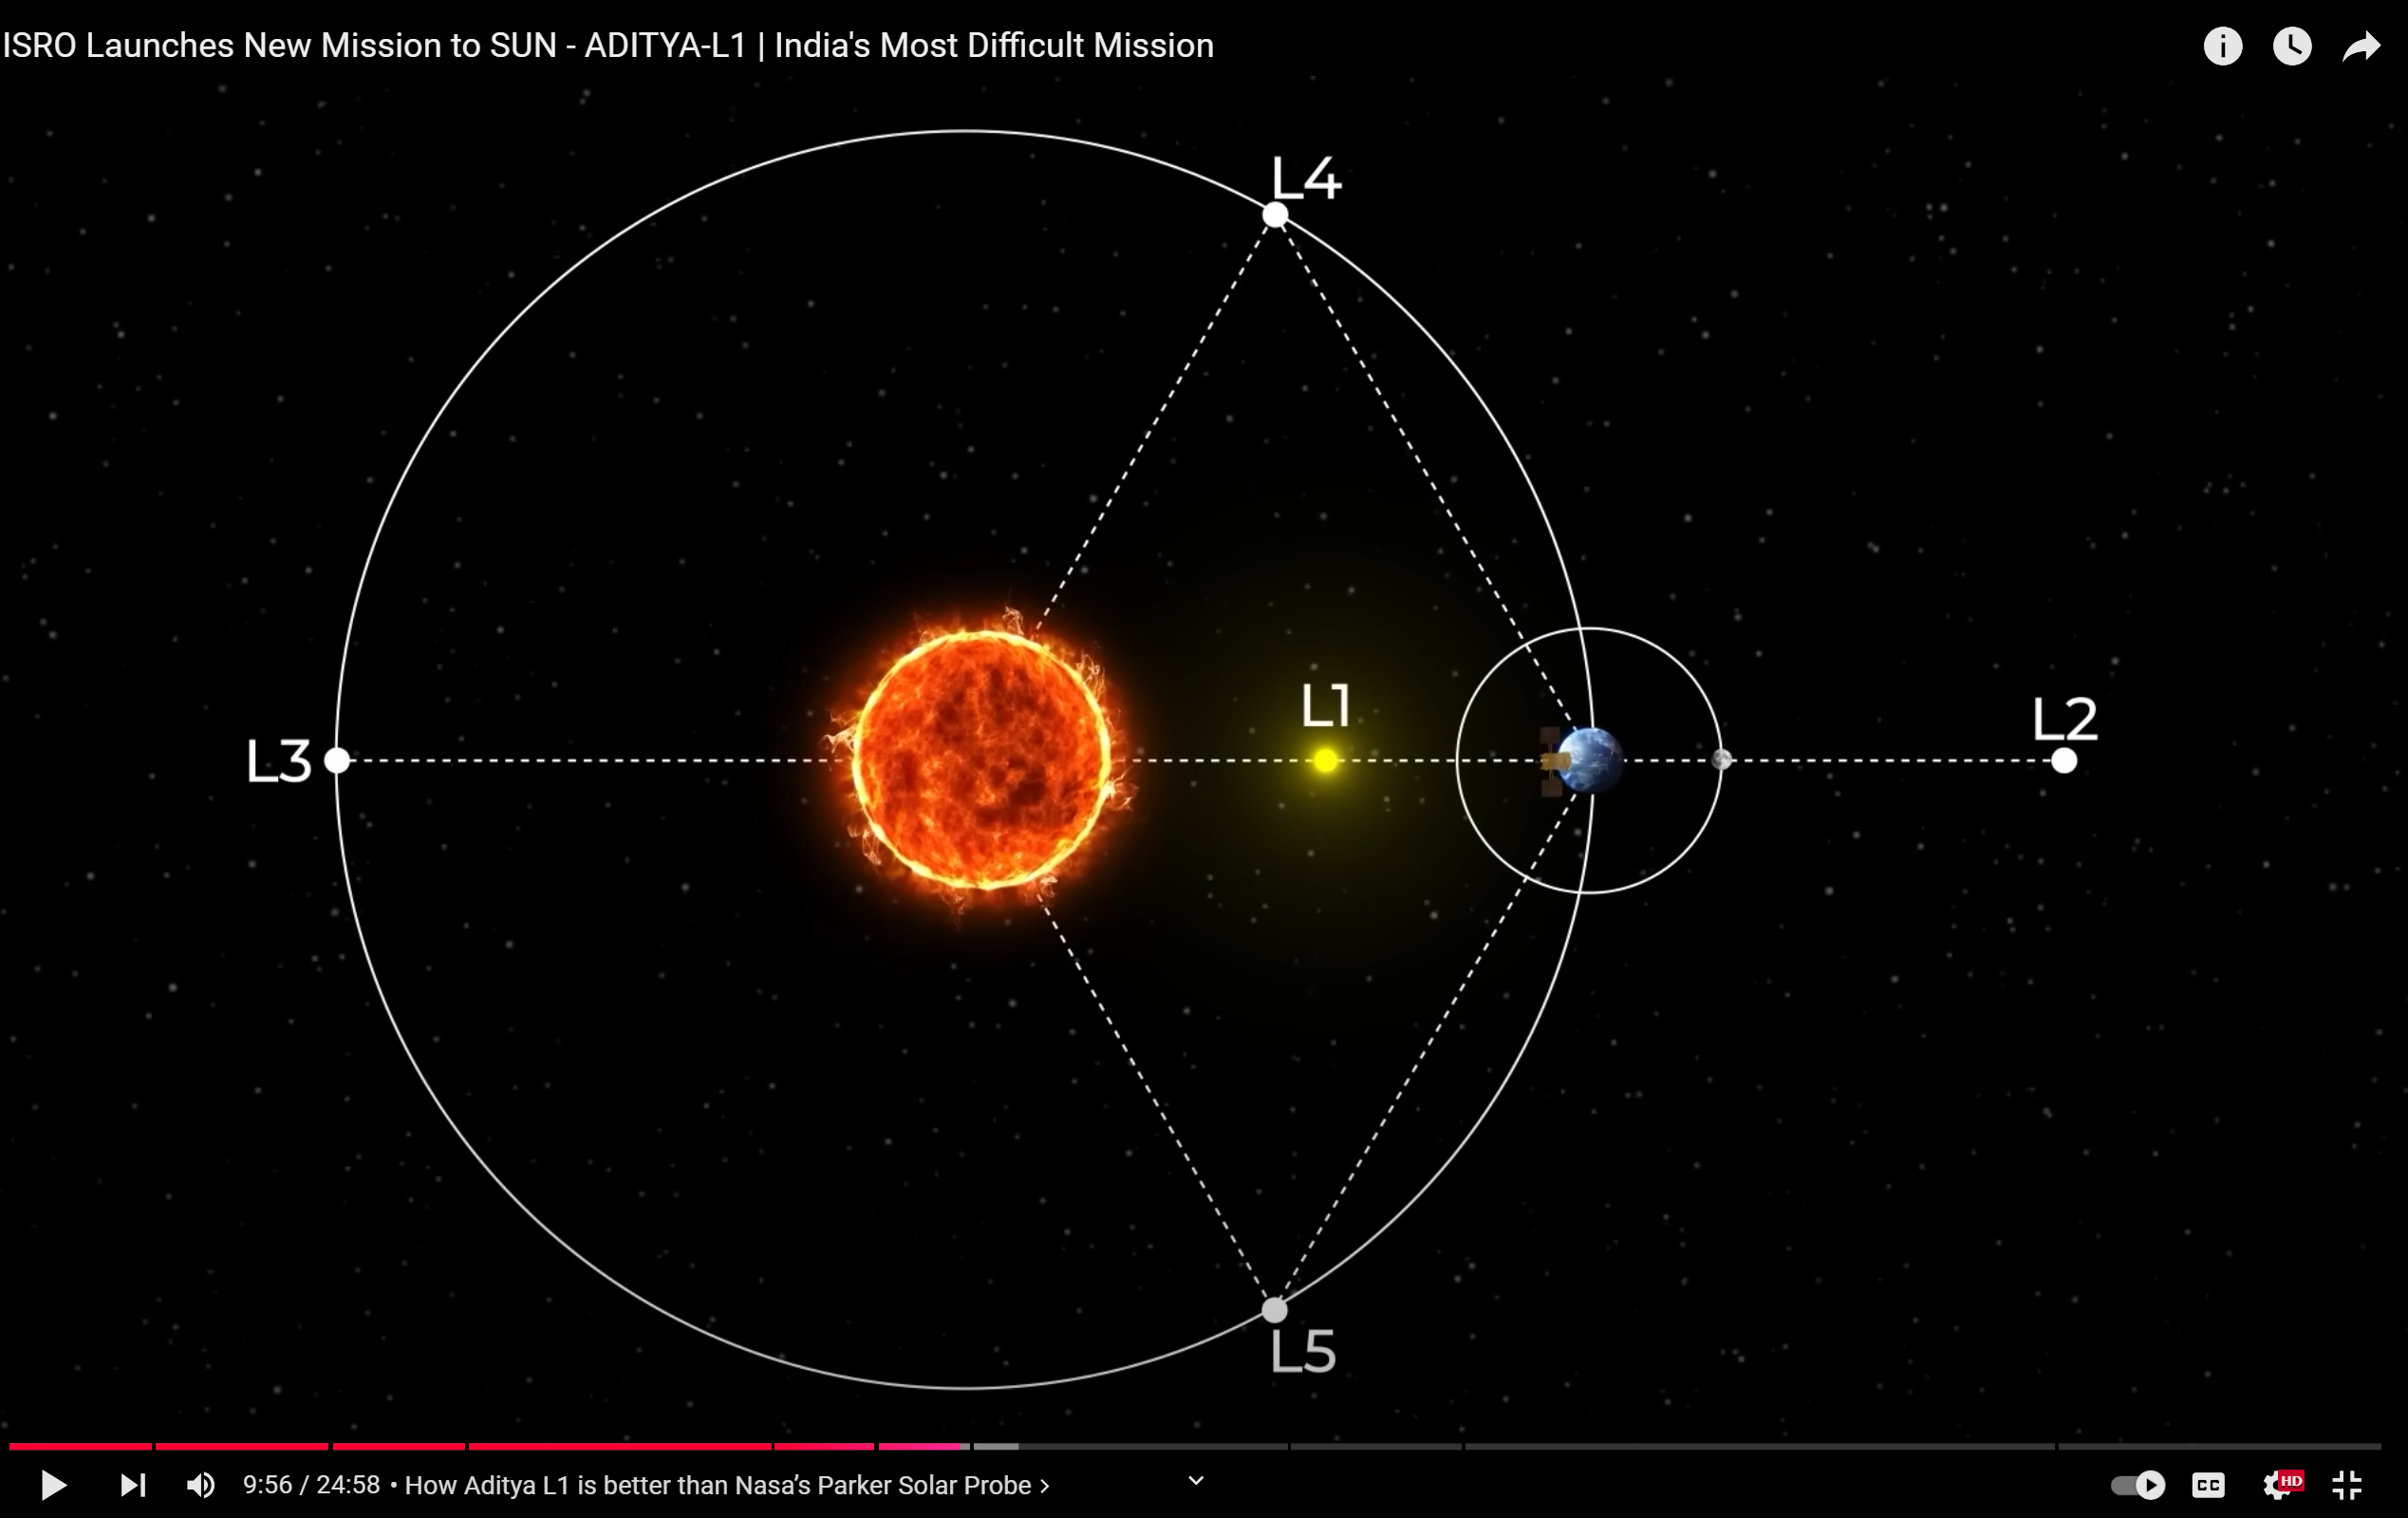 ISRO Launches New Mission to SUN - ADITYA-L1 | India's Most Difficult Mission
L4
L1
L2
L3
L5
9:56 / 24:58 • How Aditya L1 is better than Nasa’s Parker Solar Probe ›
CC
HD